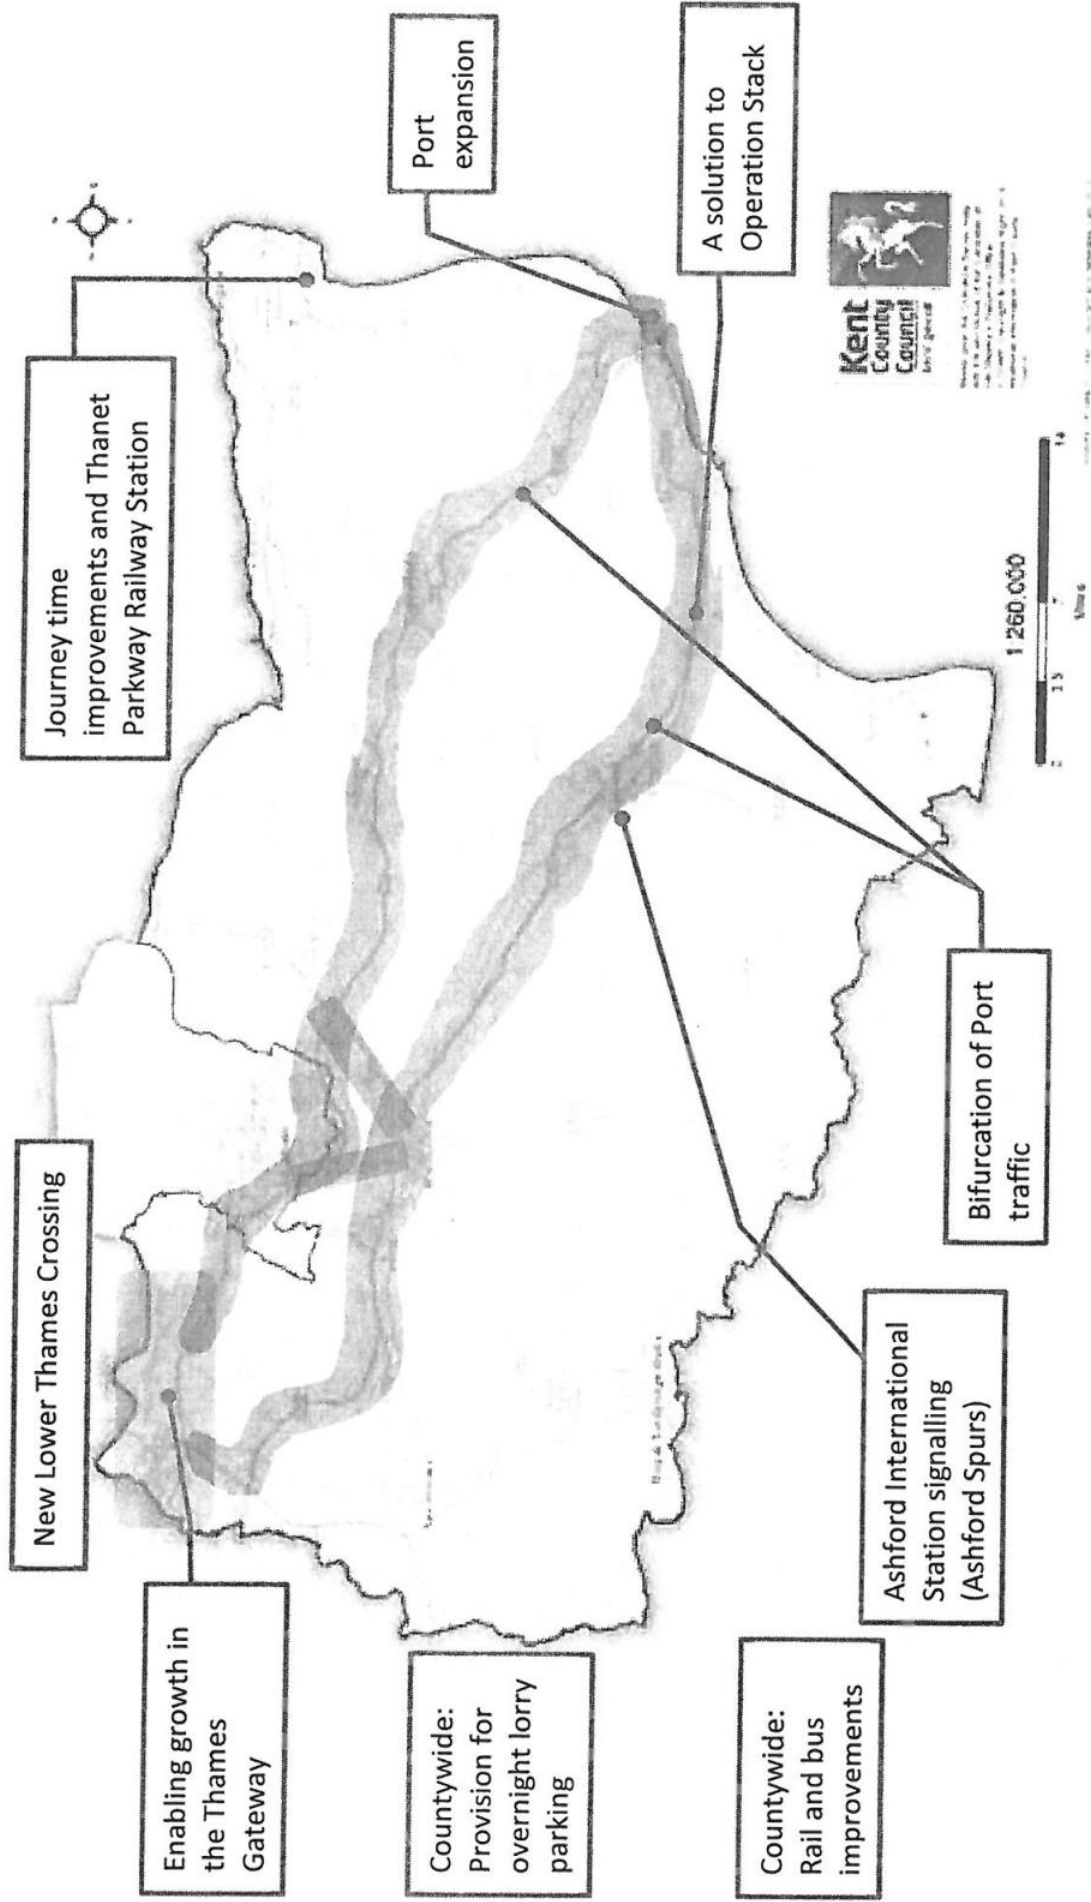 New Lower Thames Crossing
Journey time
improvements and Thanet
Parkway Railway Station
Enabling growth in
the Thames
Gateway
Port
expansion
Countywide:
Provision for
overnight lorry
parking
A solution to
Operation Stack
Countywide:
Rail and bus
improvements
Ashford International
Station signalling
(Ashford Spurs)
Bifurcation of Port
traffic
Kent
County
Council
1:260,000